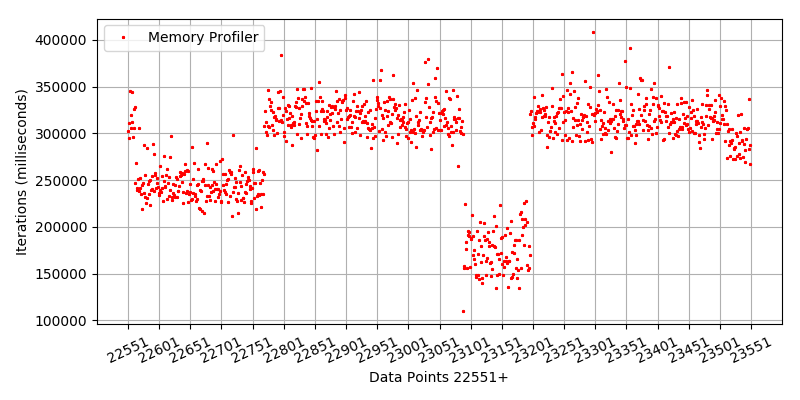 Memory Profiler
400000
350000
300000
250000
200000
150000
100000
Iterations (milliseconds)
22551 22601 22651 22701 22751 22801 22851 22901 22951 23001 23051 23101 23151 23201 23251 23301 23351 23401 23451 23501 23551
Data Points 22551+